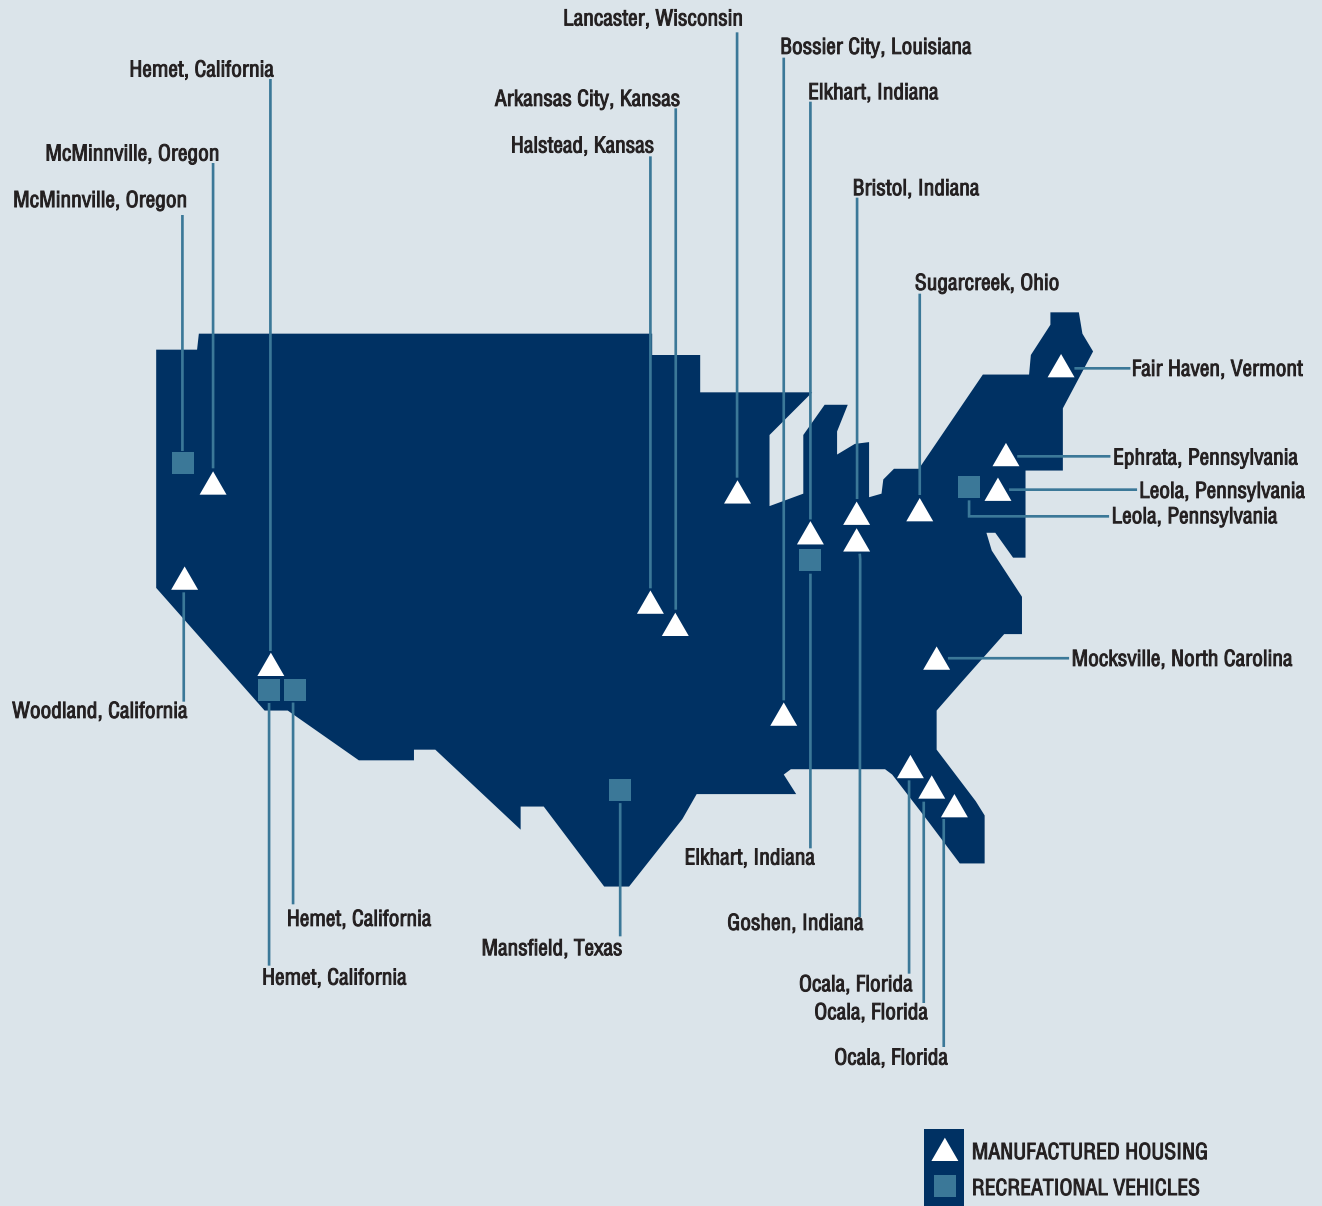 Lancaster, Wisconsin
Bossier City, Louisiana
Hemet, California
Elkhart, Indiana
Arkansas City, Kansas
Halstead, Kansas
McMinnville, Oregon
Bristol, Indiana
McMinnville, Oregon
Sugarcreek, Ohio
Fair Haven, Vermont
Ephrata, Pennsylvania
Leola, Pennsylvania
Leola, Pennsylvania
Mocksville, North Carolina
Woodland, California
Elkhart, Indiana
Hemet, California
Goshen, Indiana
Mansfield, Texas
Hemet, California
Ocala, Florida
Ocala, Florida
Ocala, Florida
MANUFACTURED HOUSING
RECREATIONAL VEHICLES